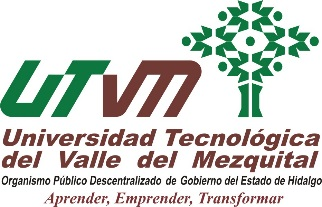 UTVM
Universidad Tecnológica
del Valle del Mezquital
Organismo Público Descentralizado de Gobierno del Estado de Hidalgo
Aprender, Emprender, Transformar